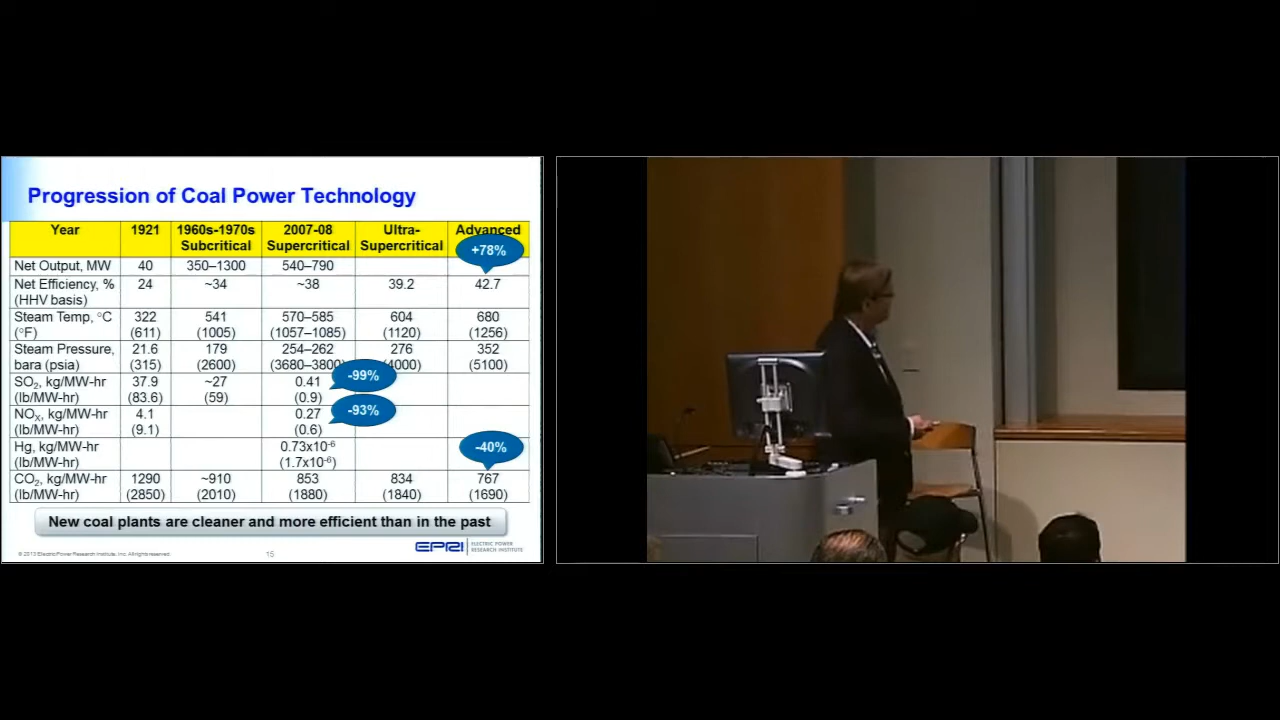 Progression of Coal Power Technology
Year 1921 1960s-1970s Subcritical 2007-08 Supercritical Ultra-Supercritical Advanced
+78%
Net Output, MW 40 350–1300 540–790
Net Efficiency, % (HHV basis) 24 ~34 ~38 39.2 42.7
Steam Temp, °C (°F) 322 (611) 541 (1005) 570–585 (1057–1085) 604 (1120) 680 (1256)
Steam Pressure, bara (psia) 21.6 (315) 179 (2600) 254–262 (3680–3800) 276 (4000) 352 (5100)
-99%
SO2, kg/MW-hr (lb/MW-hr) 37.9 (83.6) ~27 (59) 0.41 (0.9)
-93%
NOX, kg/MW-hr (lb/MW-hr) 4.1 (9.1) 0.27 (0.6)
Hg, kg/MW-hr (lb/MW-hr) 0.73x10-6 (1.7x10-6)
-40%
CO2, kg/MW-hr (lb/MW-hr) 1290 (2850) ~910 (2010) 853 (1880) 834 (1840) 767 (1690)
New coal plants are cleaner and more efficient than in the past
© 2013 Electric Power Research Institute, Inc. All rights reserved.
15
EPRI ELECTRIC POWER
RESEARCH INSTITUTE